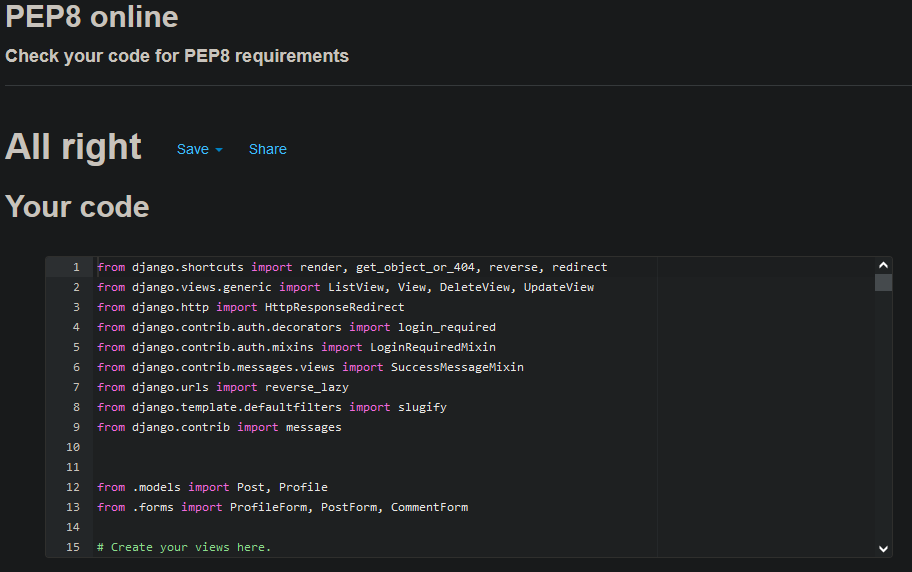 PEP8 online
Check your code for PEP8 requirements
All right Save Share
Your code
1 from django.shortcuts import render, get_object_or_404, reverse, redirect
2 from django.views.generic import ListView, View, DeleteView, UpdateView
3 from django.http import HttpResponseRedirect
4 from django.contrib.auth.decorators import login_required
5 from django.contrib.auth.mixins import LoginRequiredMixin
6 from django.contrib.messages.views import SuccessMessageMixin
7 from django.urls import reverse_lazy
8 from django.template.defaultfilters import slugify
9 from django.contrib import messages
10
11
12 from .models import Post, Profile
13 from .forms import ProfileForm, PostForm, CommentForm
14
15 # Create your views here.